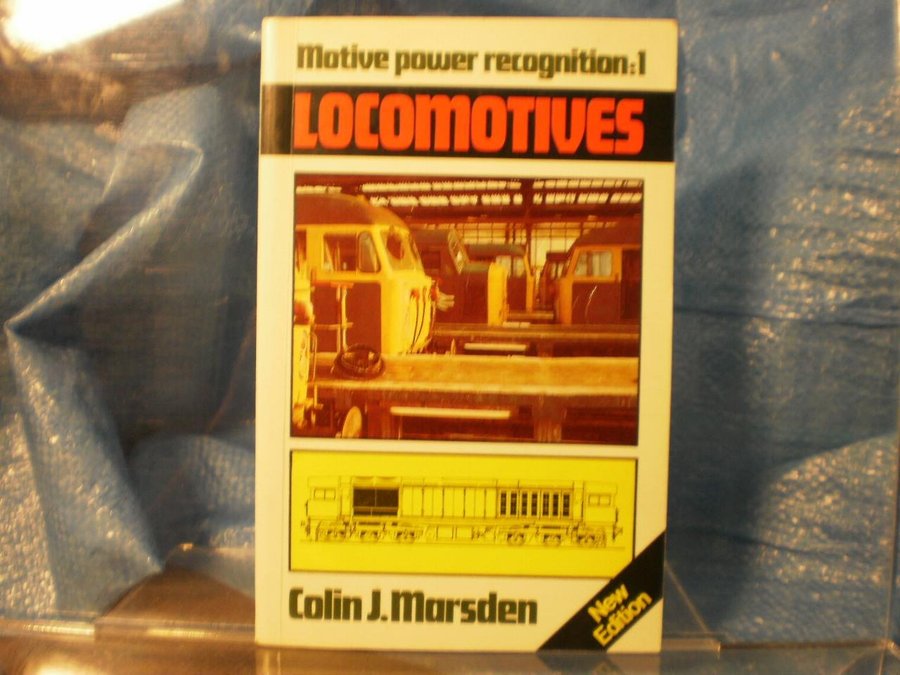 Motive power recognition:1
LOCOMOTIVES
Colin J. Marsden
New
Edition